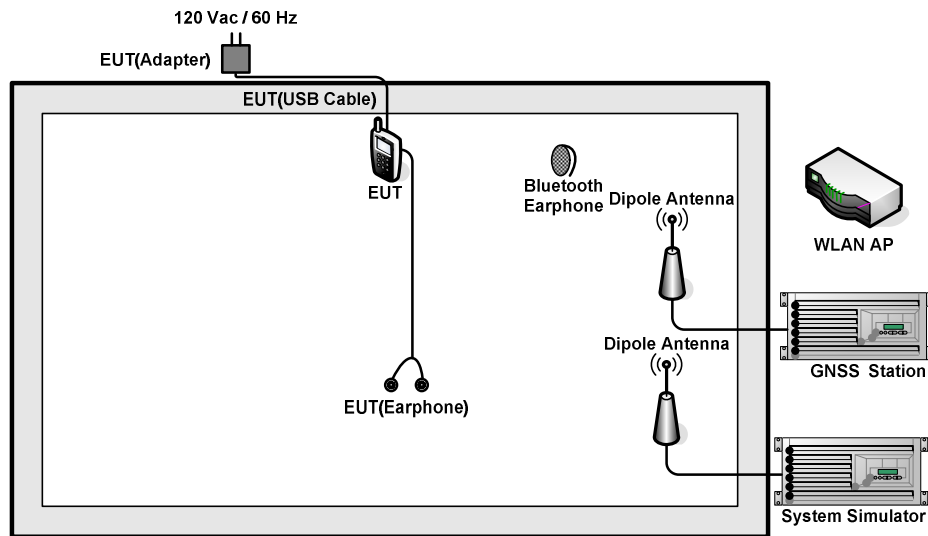 120 Vac / 60 Hz
EUT(Adapter)
EUT(USB Cable)
EUT
Bluetooth
Earphone
Dipole Antenna
WLAN AP
GNSS Station
Dipole Antenna
EUT(Earphone)
System Simulator